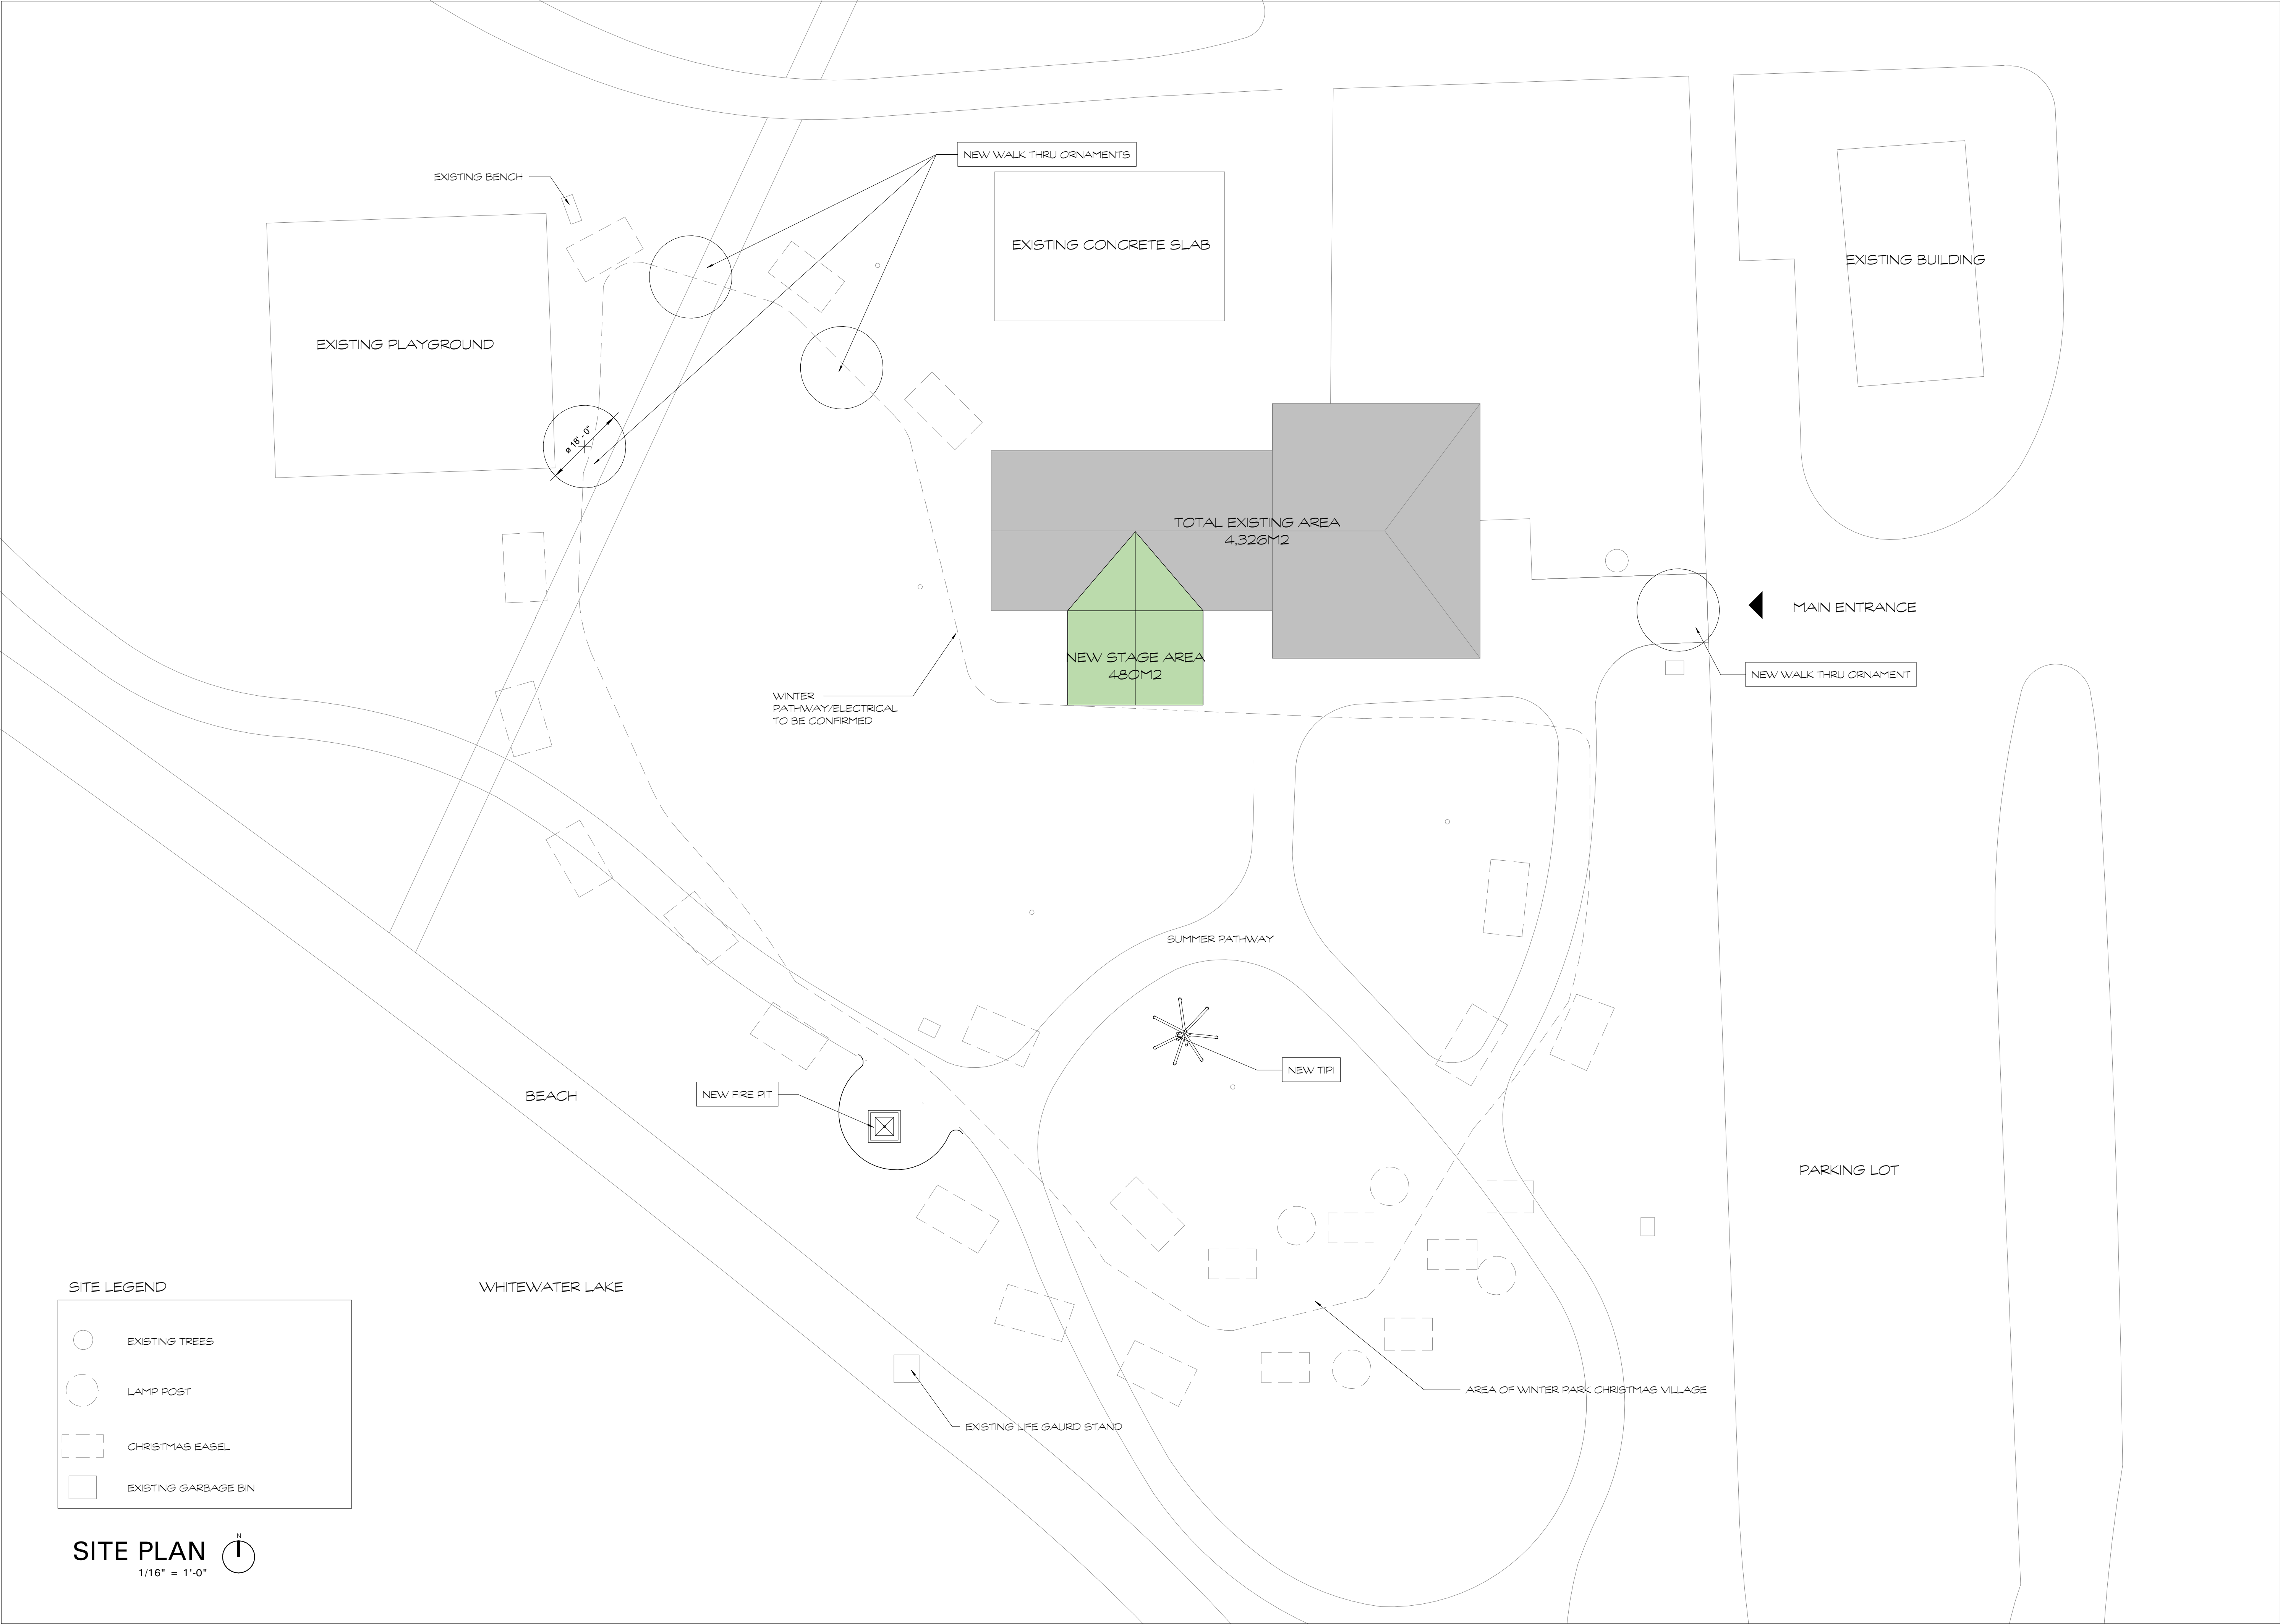 NEW WALK THRU ORNAMENTS
EXISTING BENCH
EXISTING CONCRETE SLAB
EXISTING BUILDING
EXISTING PLAYGROUND
ø 18' - 0"
TOTAL EXISTING AREA
4,326M2
MAIN ENTRANCE
NEW STAGE AREA
480M2
NEW WALK THRU ORNAMENT
WINTER
PATHWAY/ELECTRICAL
TO BE CONFIRMED
SUMMER PATHWAY
NEW TIPI
BEACH
NEW FIRE PIT
PARKING LOT
WHITEWATER LAKE
AREA OF WINTER PARK CHRISTMAS VILLAGE
EXISTING LIFE GAURD STAND
SITE LEGEND
EXISTING TREES
LAMP POST
CHRISTMAS EASEL
EXISTING GARBAGE BIN
SITE PLAN
N
1/16" = 1'-0"